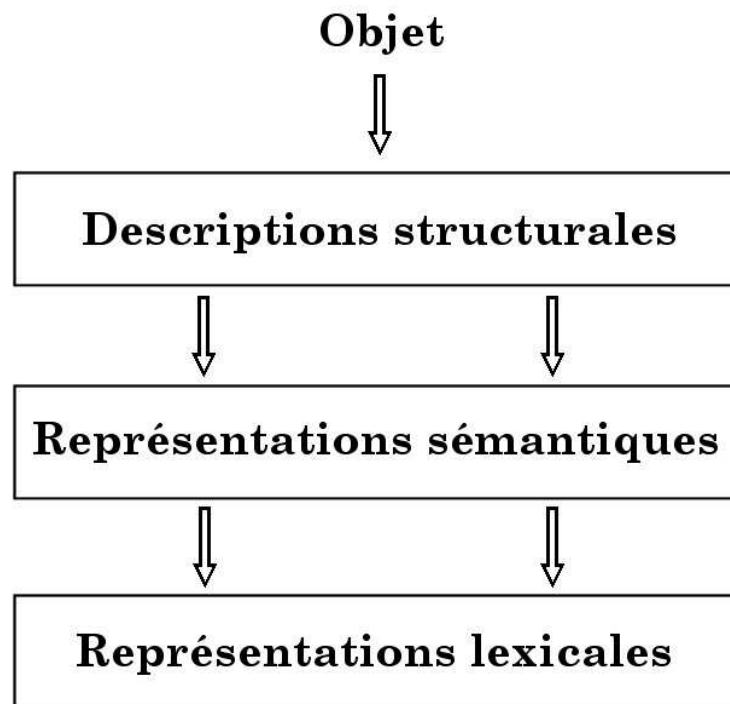 Objet
Descriptions structurales
Représentations sémantiques
Représentations lexicales